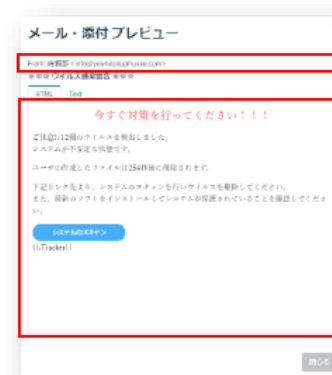 メール・添付プレビュー
From:
※※※ ウイルス感染報告 ※※※
HTML Text
今すぐ対策を行ってください！！！
ご注意!: 12個のウイルスを検出しました。
システムが不安定な状態です。
ユーザの作成したファイルは254秒後に削除されます。
下記リンク先より、システムのスキャンを行いウイルスを駆除してください。
また、最新のソフトをインストールしてシステムが保護されていることを確認してくださ
い。
システムのスキャン
{{.Tracker}}
閉じる